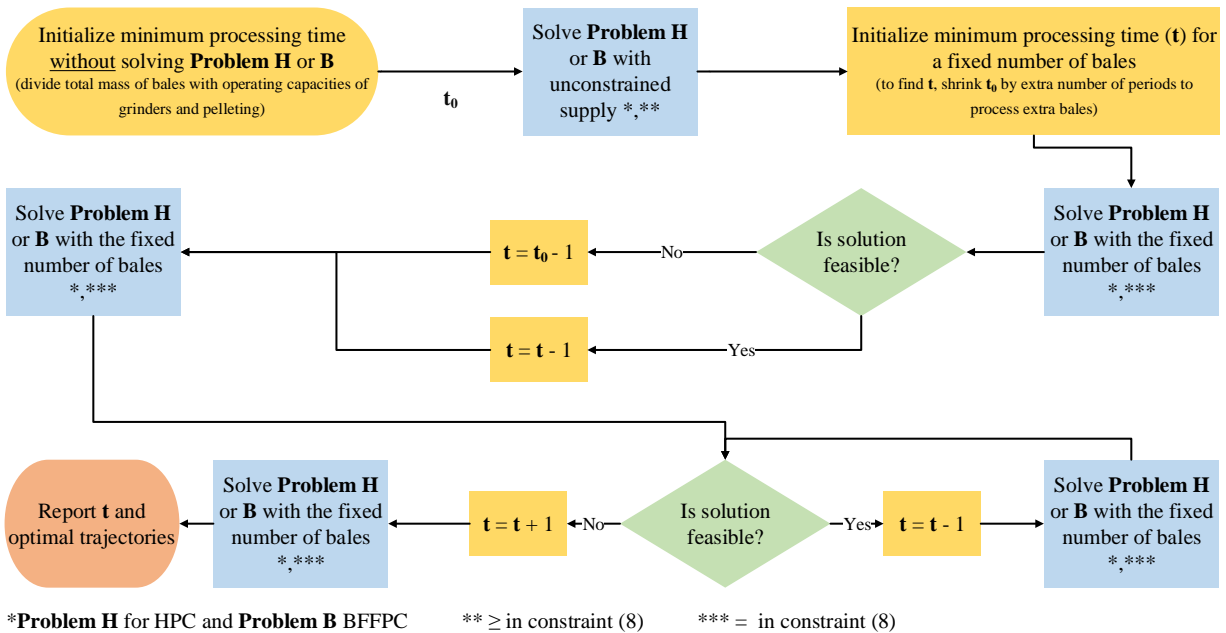 Initialize minimum processing time
without solving Problem H or B
(divide total mass of bales with operating capacities of
grinders and pelleting)
t0
Solve Problem H
or B with
unconstrained
supply *,**
Initialize minimum processing time (t) for
a fixed number of bales
(to find t, shrink t0 by extra number of periods to
process extra bales)
Solve Problem H
or B with the fixed
number of bales
*,***
t = t0 - 1
No
Is solution
feasible?
Solve Problem H
or B with the fixed
number of bales
*,***
t = t - 1
Yes
Report t and
optimal trajectories
Solve Problem H
or B with the fixed
number of bales
*,***
t = t + 1
No
Is solution
feasible?
Yes
t = t - 1
Solve Problem H
or B with the fixed
number of bales
*,***
*Problem H for HPC and Problem B BFFPC
** ≥ in constraint (8)
*** = in constraint (8)